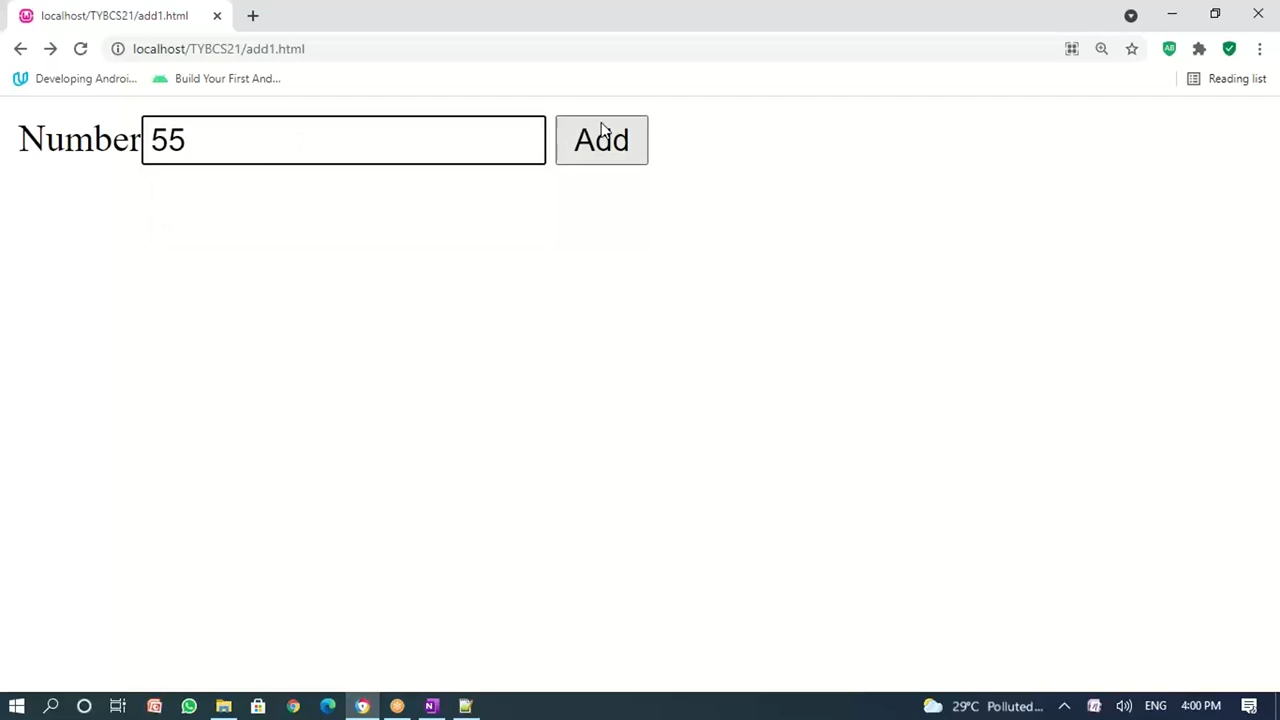 localhost/TYBCS21/add1.html
localhost/TYBCS21/add1.html
AB
Developing Androi...
Build Your First And...
Reading list
Number 55 Add
29°C Polluted... ENG 4:00 PM